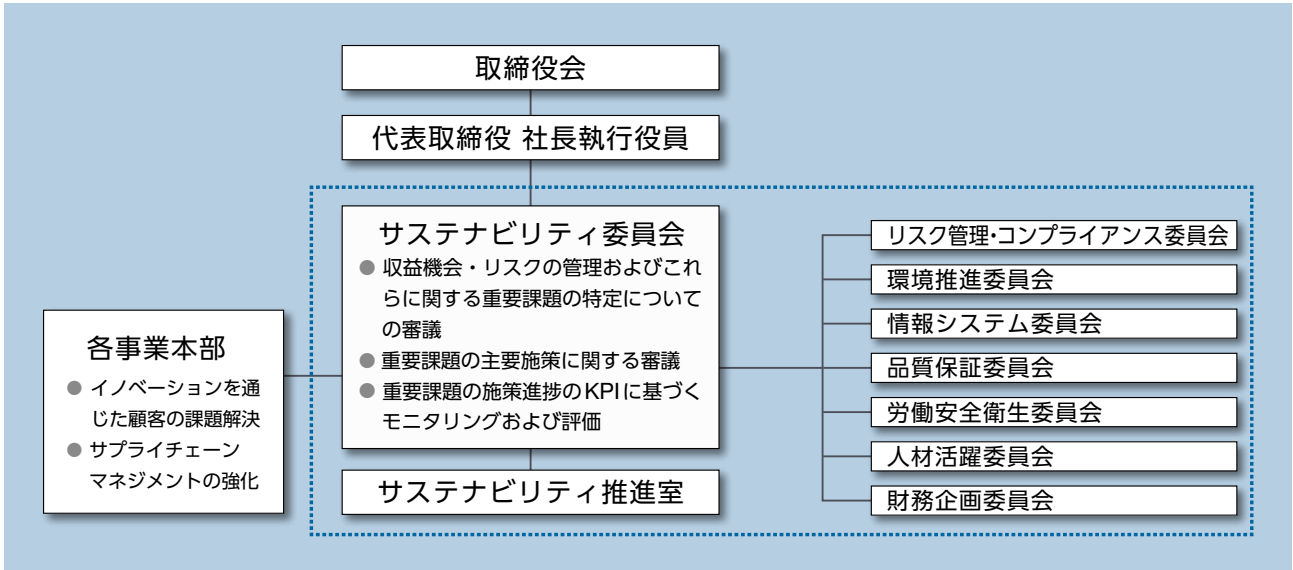 取締役会
代表取締役 社長執行役員
サステナビリティ委員会
● 収益機会・リスクの管理およびこれ
らに関する重要課題の特定について
の審議
● 重要課題の主要施策に関する審議
● 重要課題の施策進捗のKPIに基づく
モニタリングおよび評価
サステナビリティ推進室
各事業本部
● イノベーションを通
じた顧客の課題解決
● サプライチェーン
マネジメントの強化
リスク管理・コンプライアンス委員会
環境推進委員会
情報システム委員会
品質保証委員会
労働安全衛生委員会
人材活躍委員会
財務企画委員会